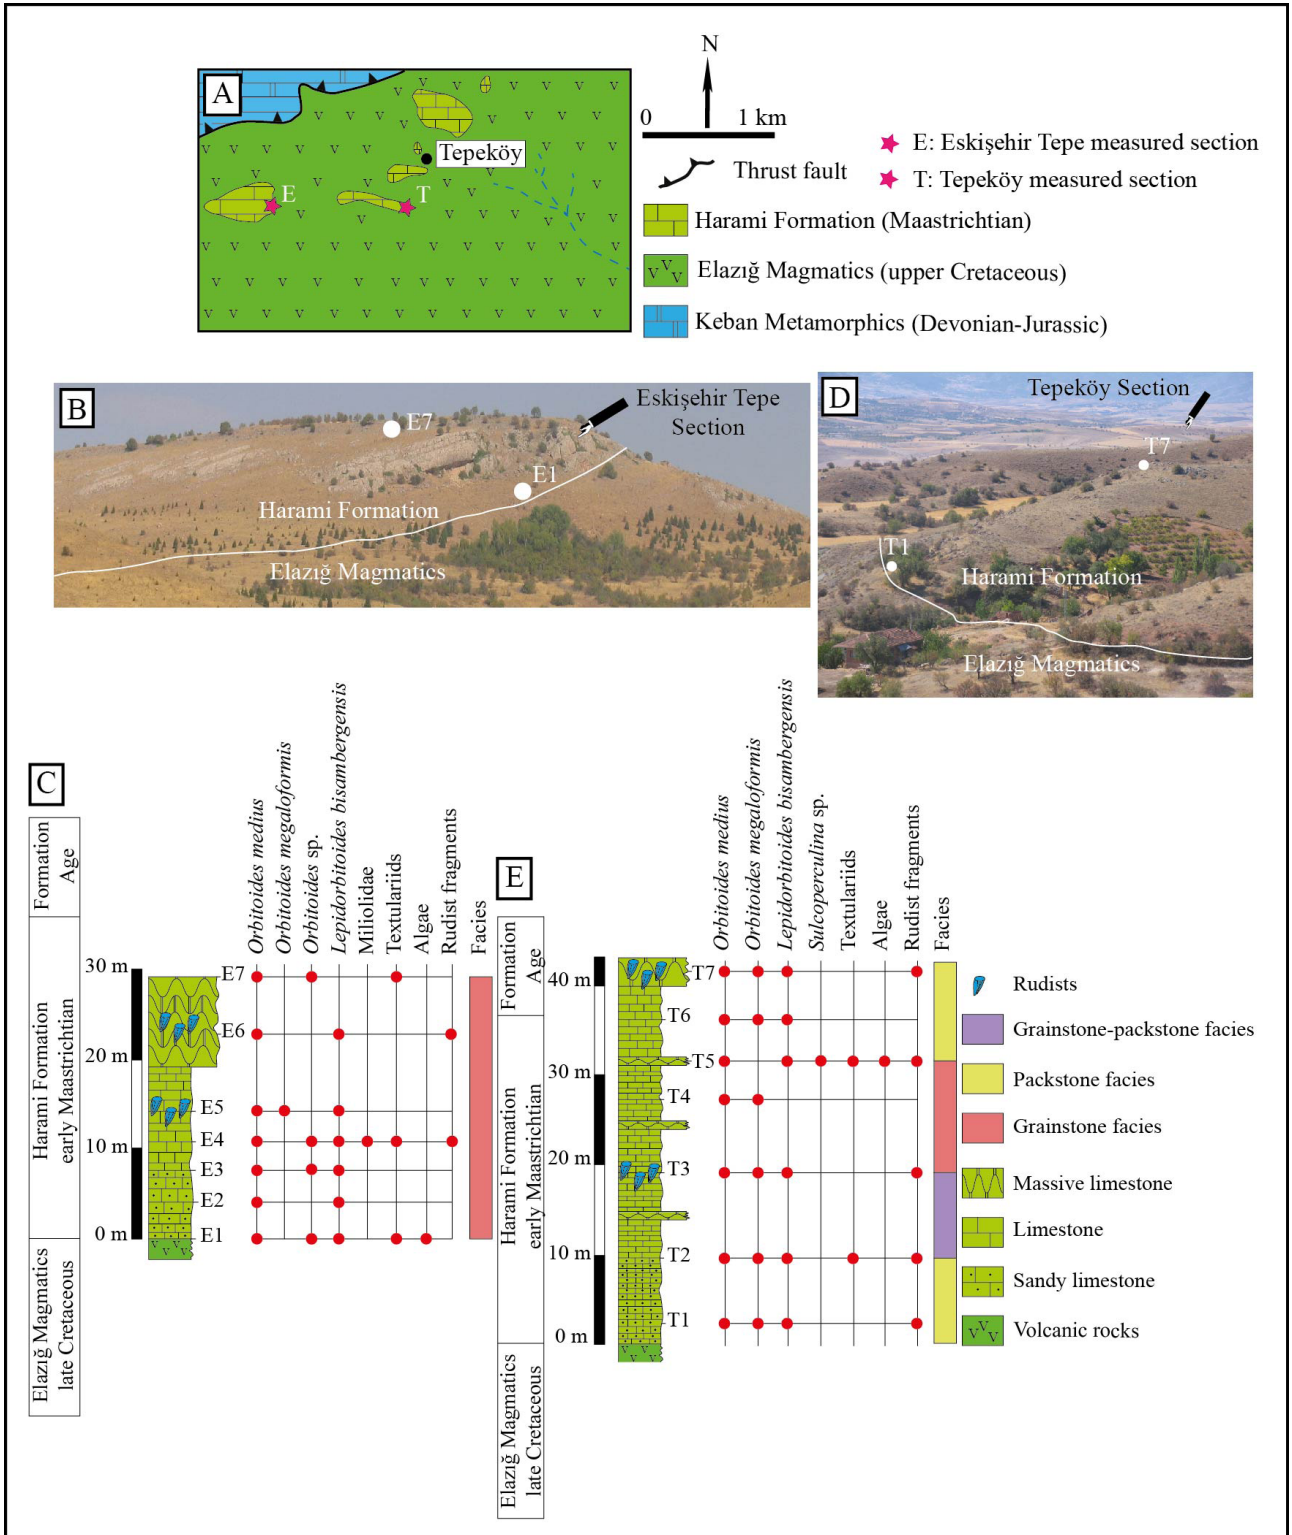 A
Tepeköy
E
T
N
0 1 km
Thrust fault
E: Eskişehir Tepe measured section
T: Tepeköy measured section
Harami Formation (Maastrichtian)
Elazığ Magmatics (upper Cretaceous)
Keban Metamorphics (Devonian-Jurassic)
B
E7
Eskişehir Tepe
Section
E1
Harami Formation
Elazığ Magmatics
D
Tepeköy Section
T7
T1
Harami Formation
Elazığ Magmatics
C
Formation
Age
Harami Formation
early Maastrichtian
Elazığ Magmatics
late Cretaceous
30 m
20 m
10 m
0 m
Orbitoides medius
Orbitoides megaloformis
Orbitoides sp.
Lepidorbitoides bisambergensis
Miliolidae
Textulariids
Algae
Rudist fragments
Facies
E7
E6
E5
E4
E3
E2
E1
E
Formation
Age
Harami Formation
early Maastrichtian
Elazığ Magmatics
late Cretaceous
40 m
30 m
20 m
10 m
0 m
Orbitoides medius
Orbitoides megaloformis
Lepidorbitoides bisambergensis
Sulcoperculina sp.
Textulariids
Algae
Rudist fragments
Facies
T7
T6
T5
T4
T3
T2
T1
Rudists
Grainstone-packstone facies
Packstone facies
Grainstone facies
Massive limestone
Limestone
Sandy limestone
Volcanic rocks